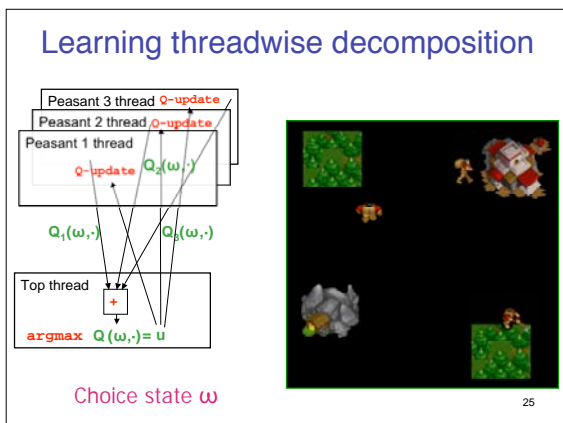 Learning threadwise decomposition
Peasant 3 thread Q-update
Peasant 2 thread Q-update
Peasant 1 thread
Q-update Q₂(ω,·)
Q₁(ω,·) Q₃(ω,·)
Top thread
+
argmax Q (ω,·)= u
Choice state ω
25